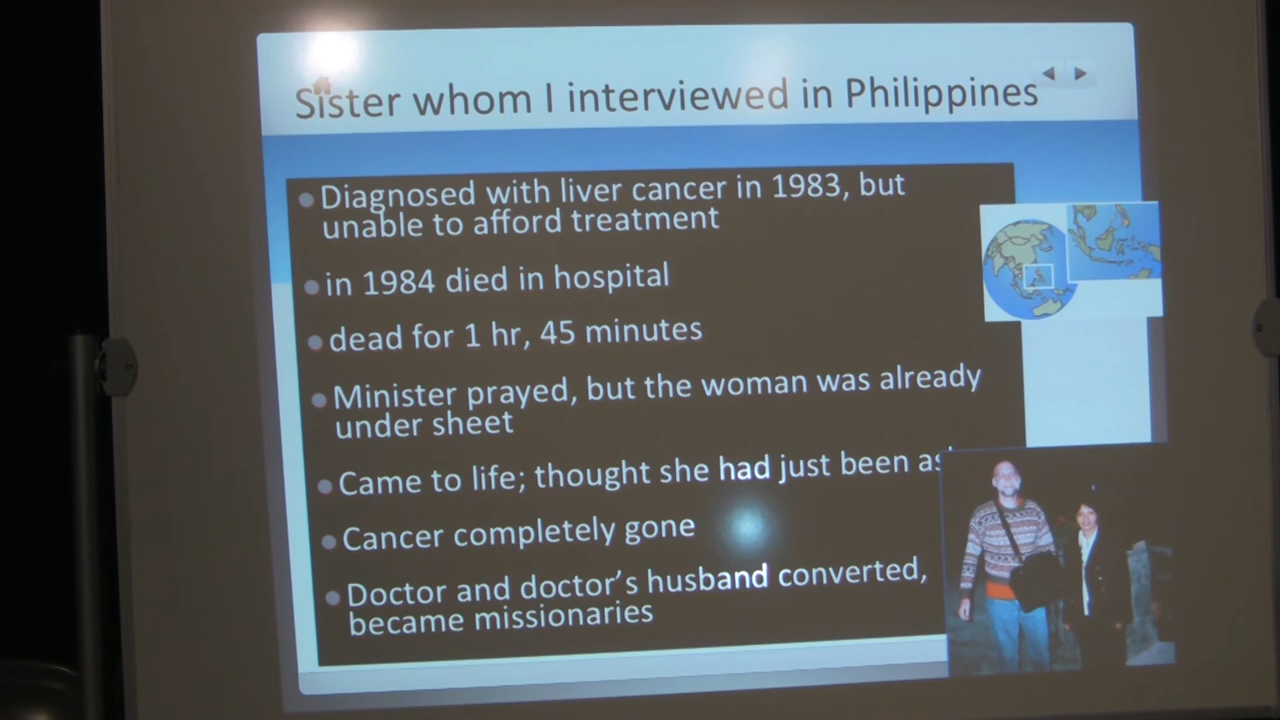 Sister whom I interviewed in Philippines
Diagnosed with liver cancer in 1983, but
unable to afford treatment
in 1984 died in hospital
dead for 1 hr, 45 minutes
Minister prayed, but the woman was already
under sheet
Came to life; thought she had just been
Cancer completely gone
Doctor and doctor's husband converted,
became missionaries